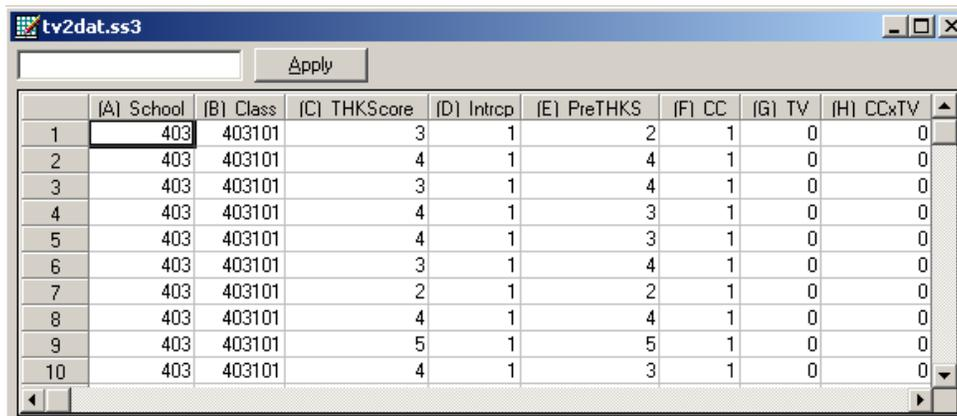 tv2dat.ss3
Apply
(A) School (B) Class (C) THKScore (D) Intrcp (E) PreTHKS (F) CC (G) TV (H) CCxTV
1 403 403101 3 1 2 1 0 0
2 403 403101 4 1 4 1 0 0
3 403 403101 3 1 4 1 0 0
4 403 403101 4 1 3 1 0 0
5 403 403101 4 1 3 1 0 0
6 403 403101 3 1 4 1 0 0
7 403 403101 2 1 2 1 0 0
8 403 403101 4 1 4 1 0 0
9 403 403101 5 1 5 1 0 0
10 403 403101 4 1 3 1 0 0